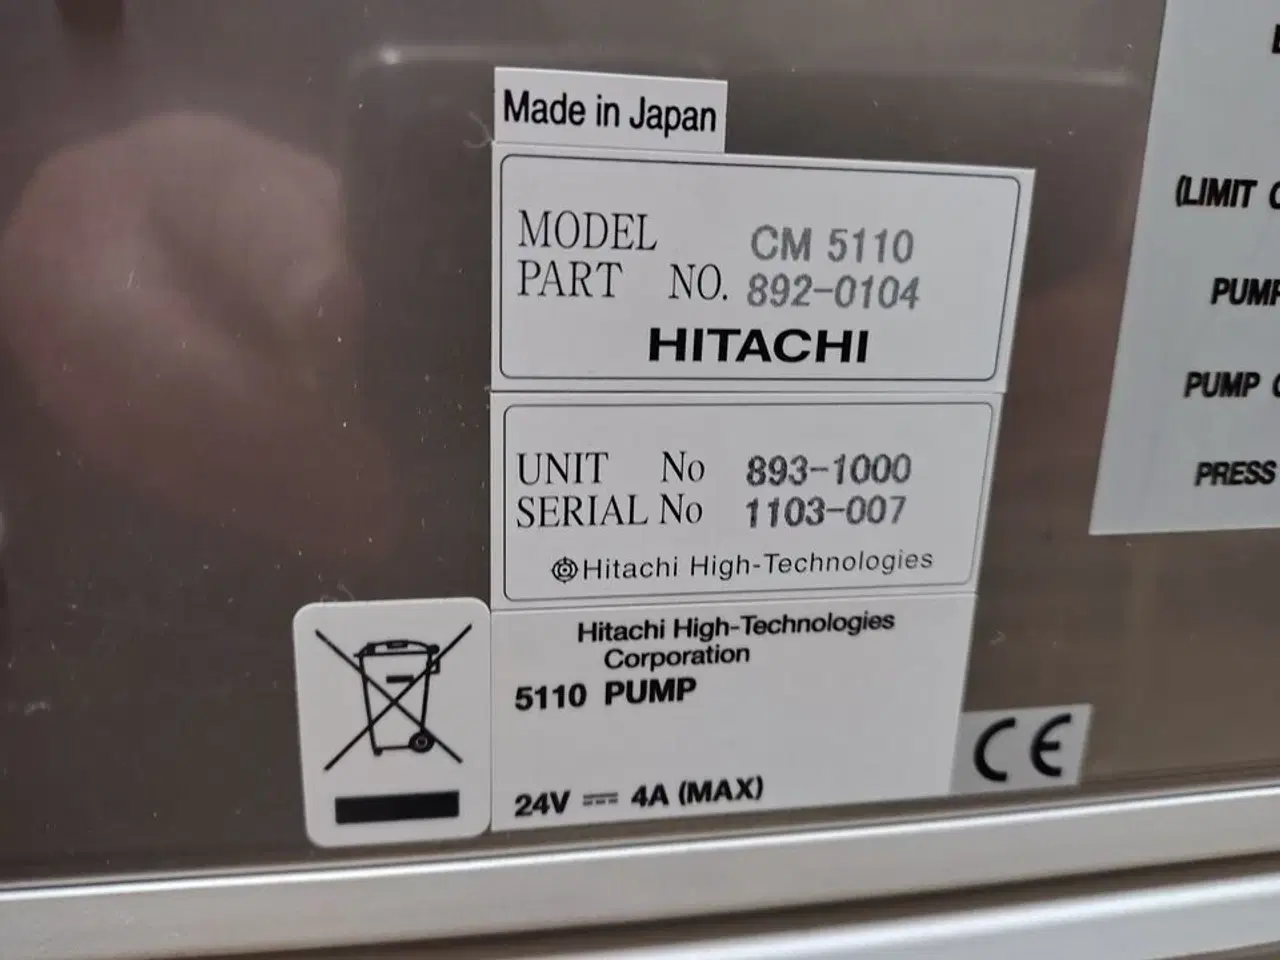 Made in Japan
MODEL CM 5110
PART NO. 892-0104
HITACHI
UNIT No 893-1000
SERIAL No 1103-007
Hitachi High-Technologies
Hitachi High-Technologies
Corporation
5110 PUMP
24V ⎓ 4A (MAX)
CE
(LIMIT
PUMP
PUMP
PRESS